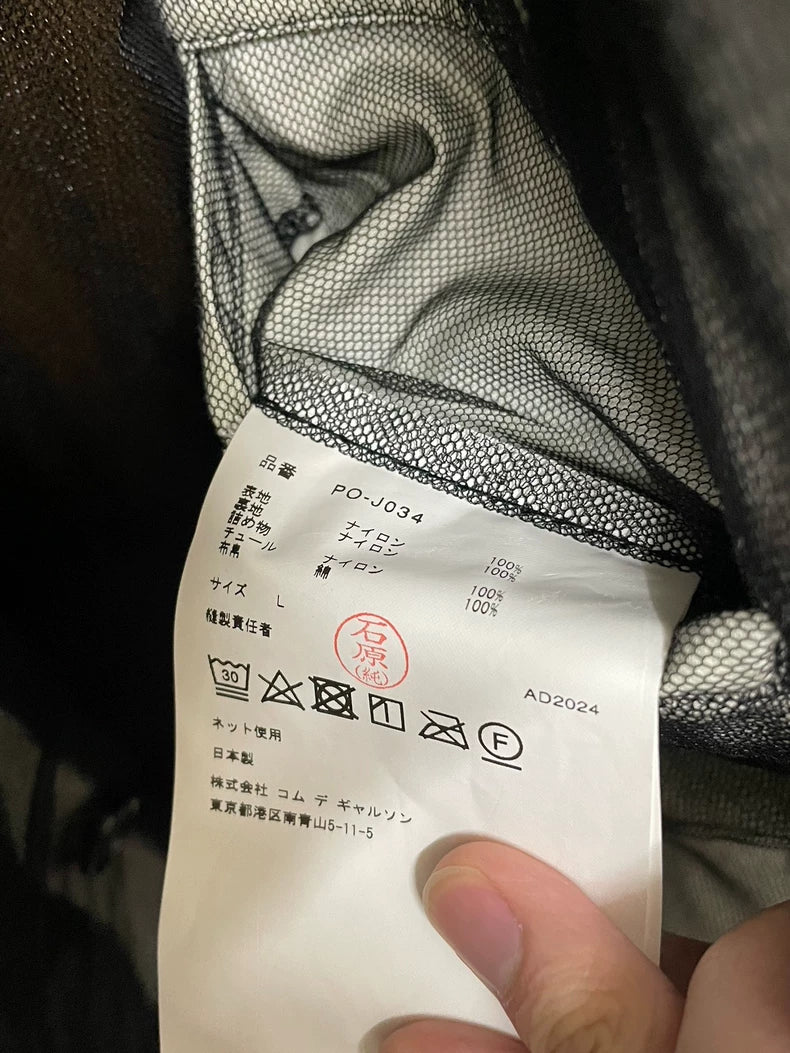 品番 PO-J034
表地 ナイロン 100%
裏地 ナイロン 100%
詰め物
チュール ナイロン 100%
布帛 綿 100%
サイズ L
縫製責任者 石原(純)
30
F
AD2024
ネット使用
日本製
株式会社 コム デ ギャルソン
東京都港区南青山5-11-5